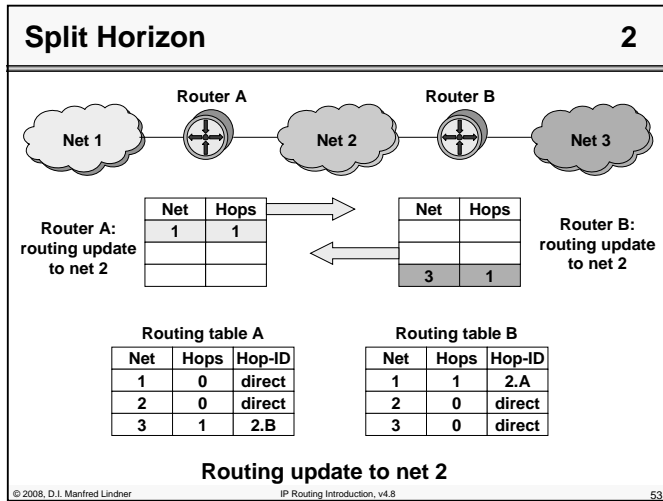 Split Horizon 2
Router A Router B
Net 1 Net 2 Net 3
Router A:
routing update
to net 2
Net Hops
1 1
Net Hops
3 1
Router B:
routing update
to net 2
Routing table A
Net Hops Hop-ID
1 0 direct
2 0 direct
3 1 2.B
Routing table B
Net Hops Hop-ID
1 1 2.A
2 0 direct
3 0 direct
Routing update to net 2
© 2008, D.I. Manfred Lindner IP Routing Introduction, v4.8 53